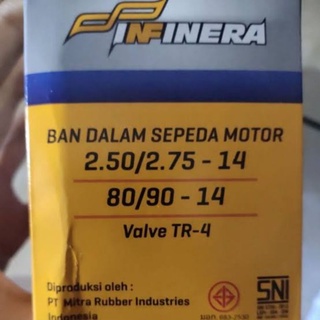 INFINERA
BAN DALAM SEPEDA MOTOR
2.50/2.75 - 14
80/90 - 14
Valve TR-4
Diproduksi oleh :
PT Mitra Rubber Industries
Indonesia
SNI